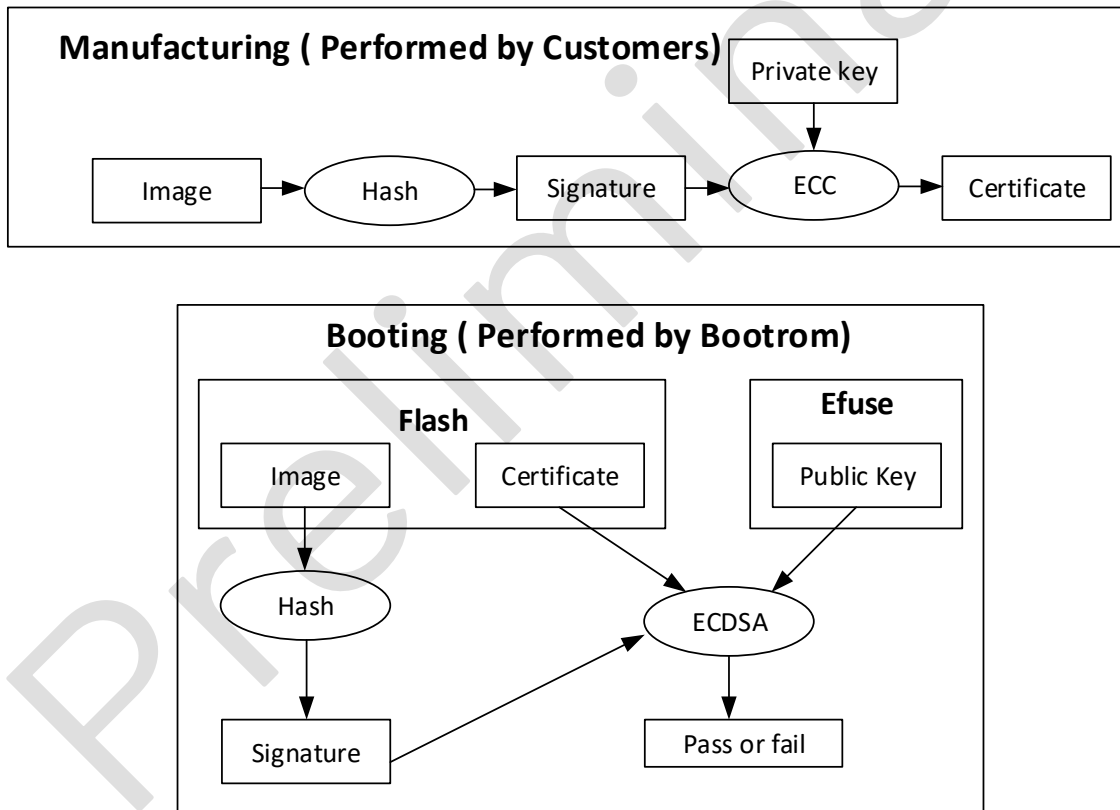 Manufacturing ( Performed by Customers)
Private key
Image
Hash
Signature
ECC
Certificate
Booting ( Performed by Bootrom)
Flash
Efuse
Image
Certificate
Public Key
Hash
ECDSA
Signature
Pass or fail
Prelimina